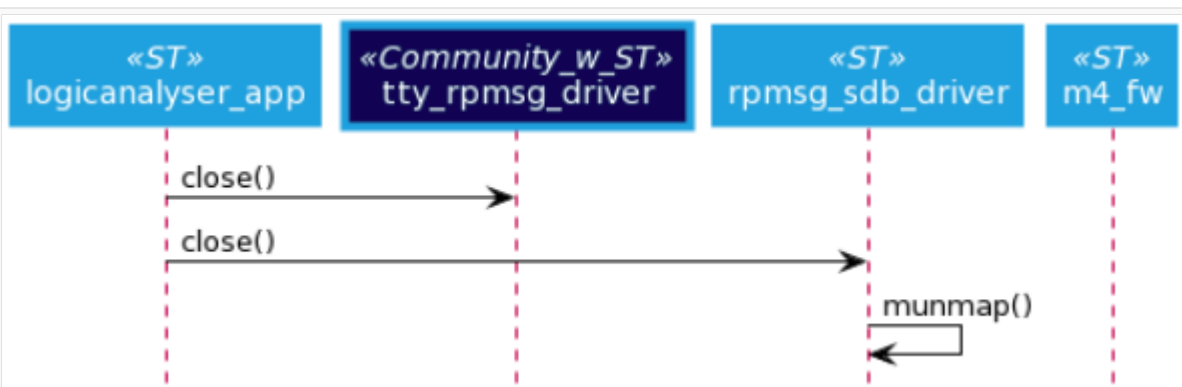 «ST»
logicanalyser_app
«Community_w_ST»
tty_rpmsg_driver
«ST»
rpmsg_sdb_driver
«ST»
m4_fw
close()
close()
munmap()